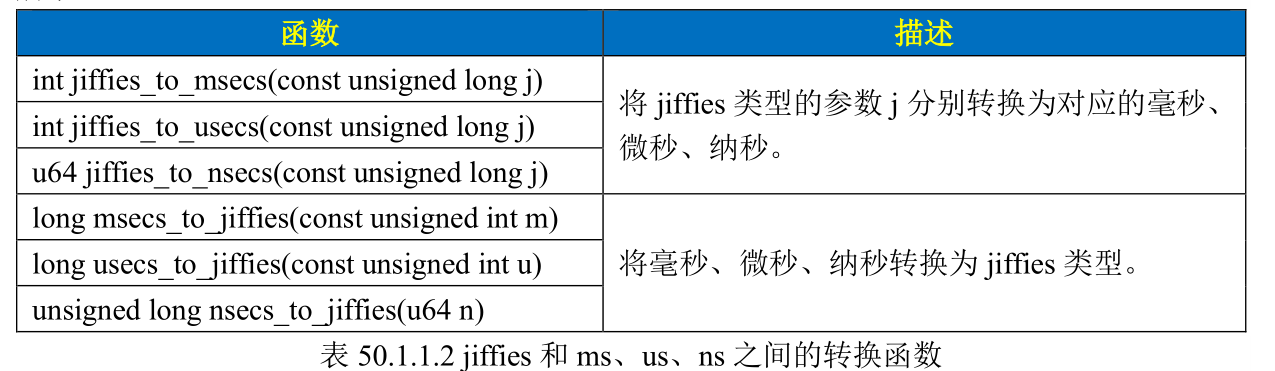 函数 描述
int jiffies_to_msecs(const unsigned long j)
int jiffies_to_usecs(const unsigned long j)
u64 jiffies_to_nsecs(const unsigned long j)
将 jiffies 类型的参数 j 分别转换为对应的毫秒、
微秒、纳秒。
long msecs_to_jiffies(const unsigned int m)
long usecs_to_jiffies(const unsigned int u)
unsigned long nsecs_to_jiffies(u64 n)
将毫秒、微秒、纳秒转换为 jiffies 类型。
表 50.1.1.2 jiffies 和 ms、us、ns 之间的转换函数